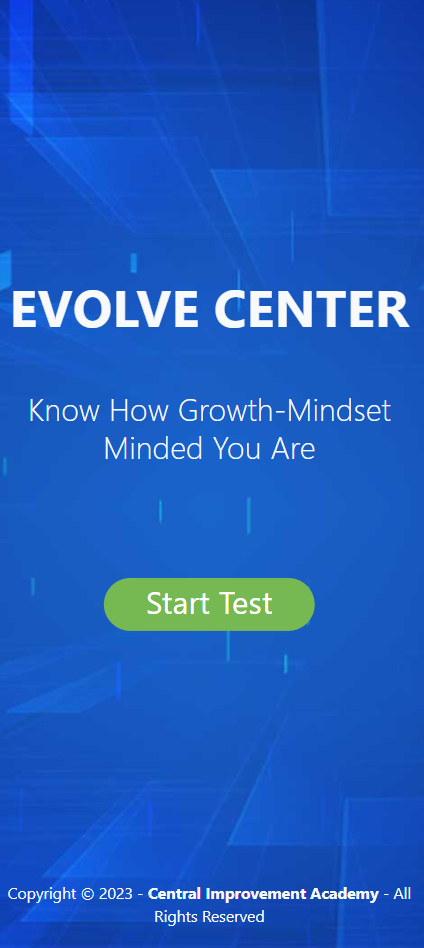 EVOLVE CENTER
Know How Growth-Mindset
Minded You Are
Start Test
Copyright © 2023 - Central Improvement Academy - All
Rights Reserved